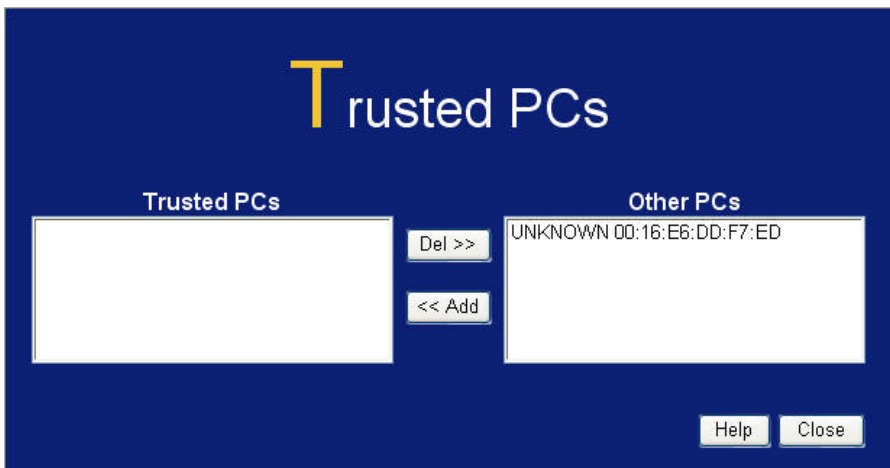 Trusted PCs
Trusted PCs
Other PCs
UNKNOWN 00:16:E6:DD:F7:ED
Del >>
<< Add
Help
Close